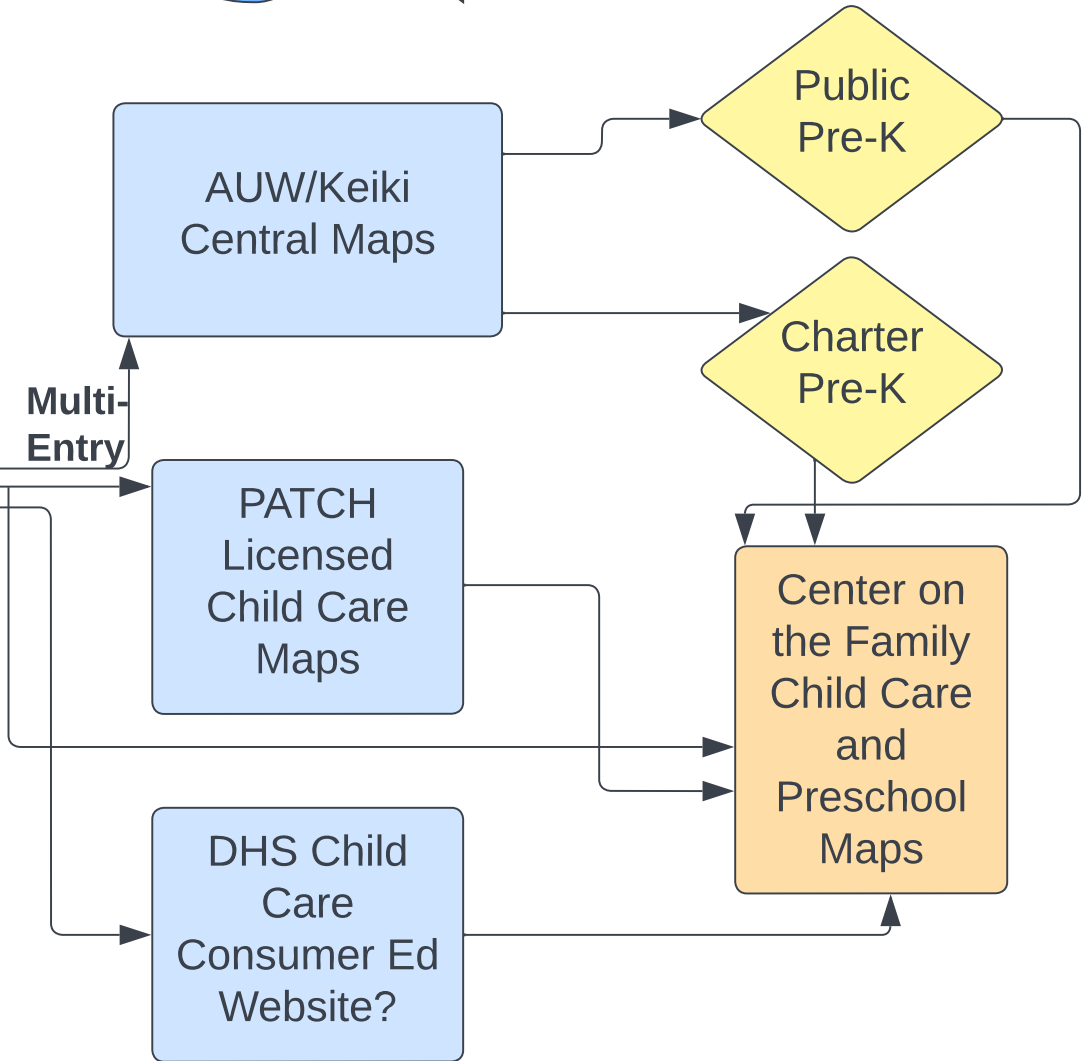 Public
Pre-K
AUW/Keiki
Central Maps
Charter
Pre-K
Multi-
Entry
PATCH
Licensed
Child Care
Maps
Center on
the Family
Child Care
and
Preschool
Maps
DHS Child
Care
Consumer Ed
Website?